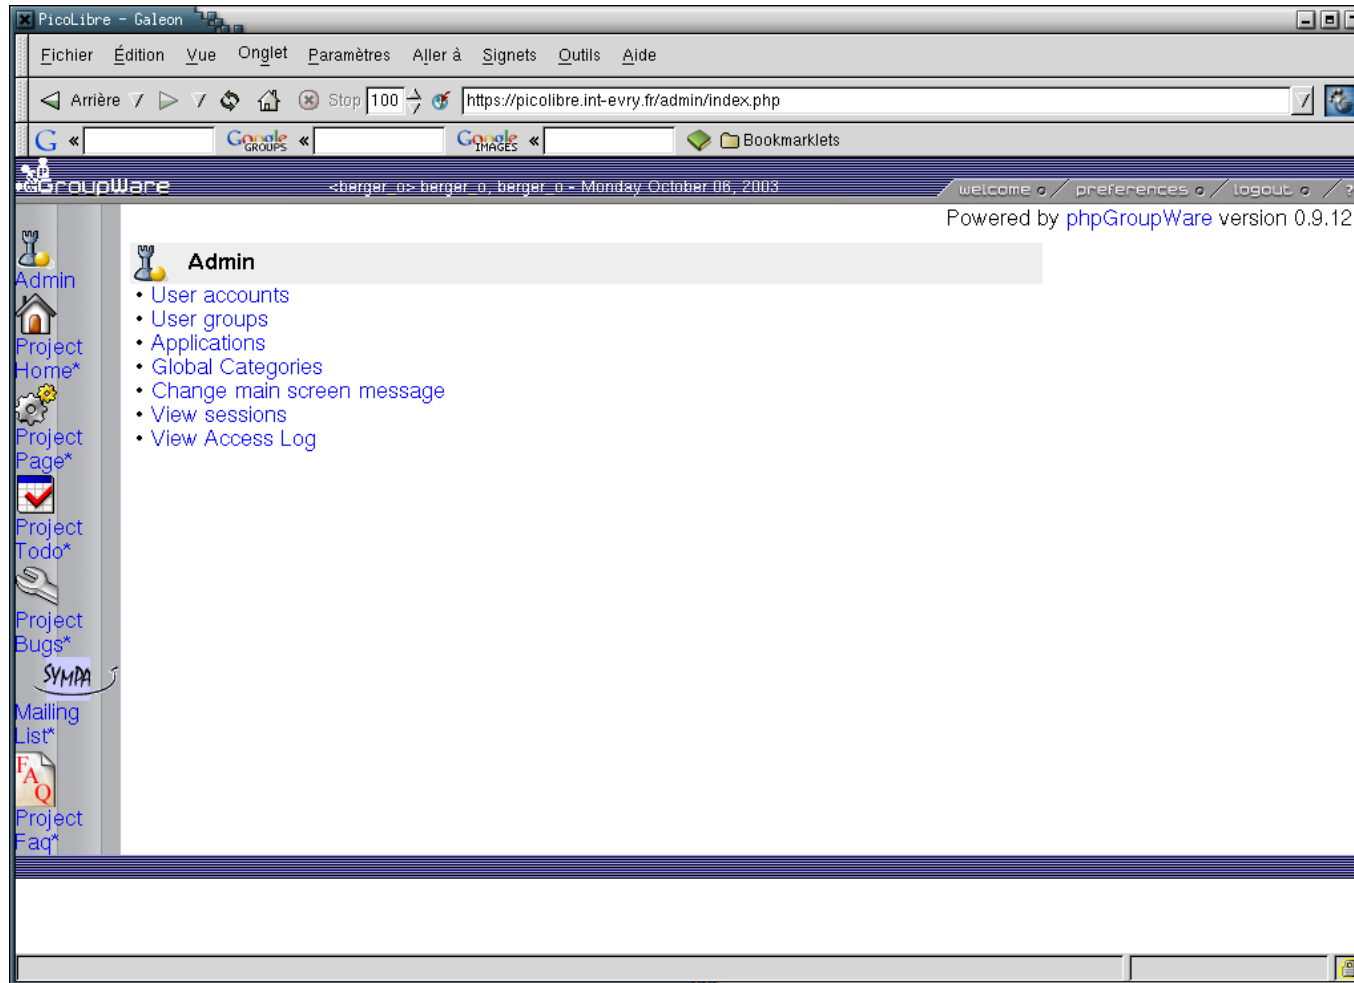 PicoLibre - Galeon
Fichier Édition Vue Onglet Paramètres Aller à Signets Outils Aide
Arrière Stop 100 https://picolibre.int-evry.fr/admin/index.php
G « Google GROUPS « Google IMAGES « Bookmarklets
GroupWare <berger_o> berger_o, berger_o - Monday October 06, 2003 welcome preferences logout ?
Powered by phpGroupWare version 0.9.12
Admin
Admin
• User accounts
• User groups
• Applications
• Global Categories
• Change main screen message
• View sessions
• View Access Log
Project
Home*
Project
Page*
Project
Todo*
Project
Bugs*
SYMPA
Mailing
List*
FAQ
Project
Faq*